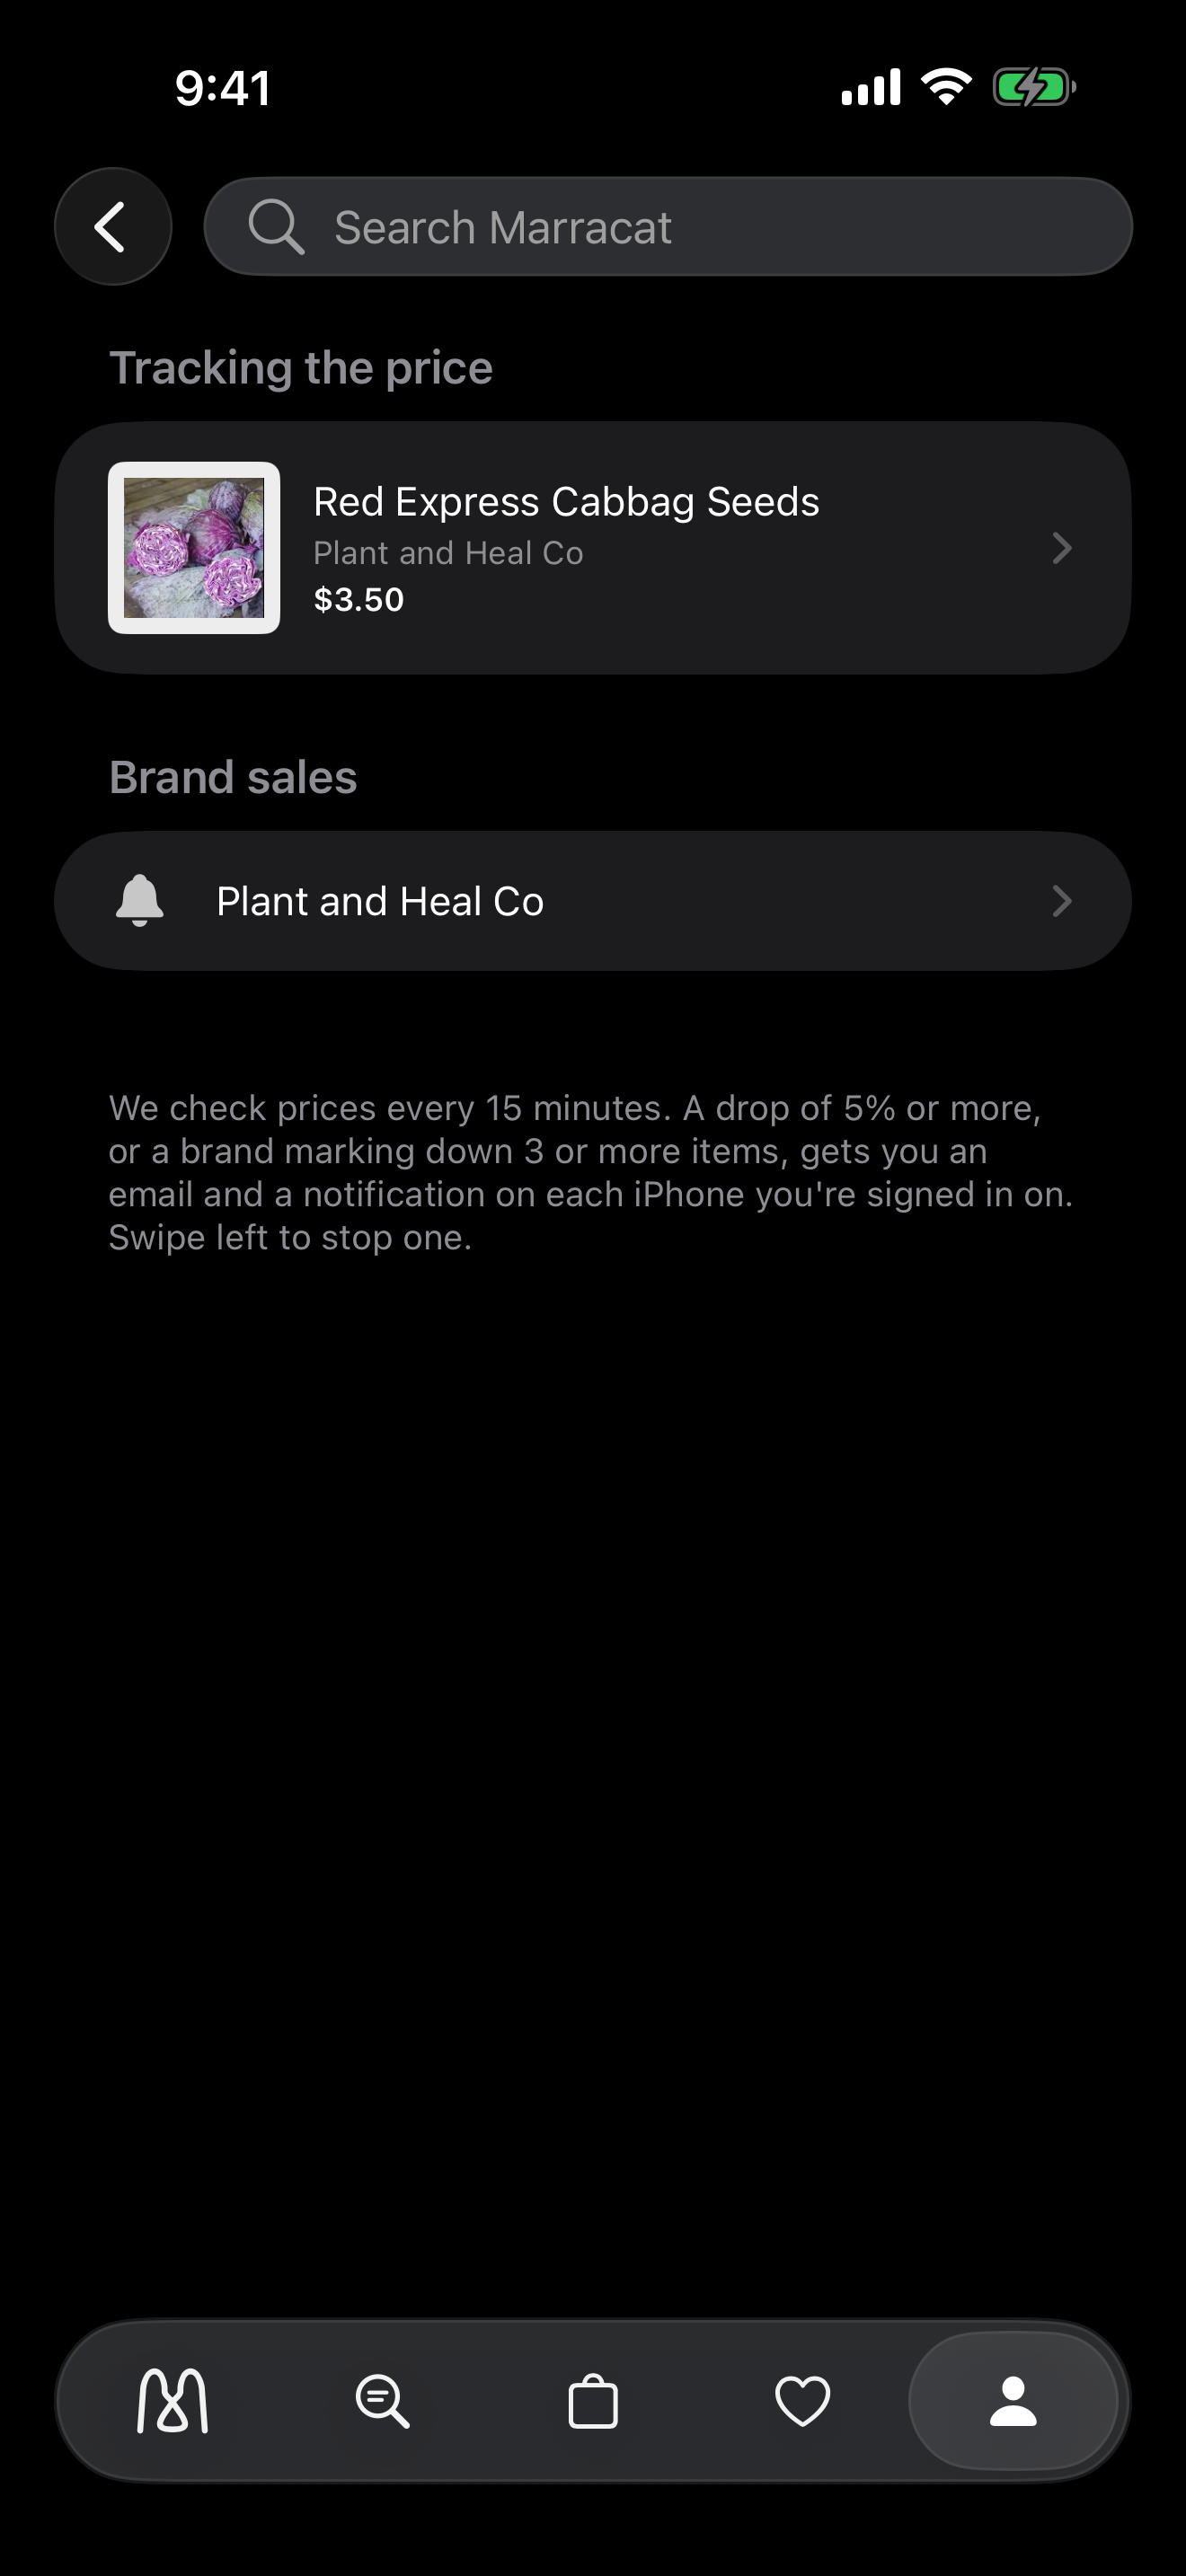 9:41
Search Marracat
Tracking the price
Red Express Cabbag Seeds
Plant and Heal Co
$3.50
Brand sales
Plant and Heal Co
We check prices every 15 minutes. A drop of 5% or more,
or a brand marking down 3 or more items, gets you an
email and a notification on each iPhone you're signed in on.
Swipe left to stop one.